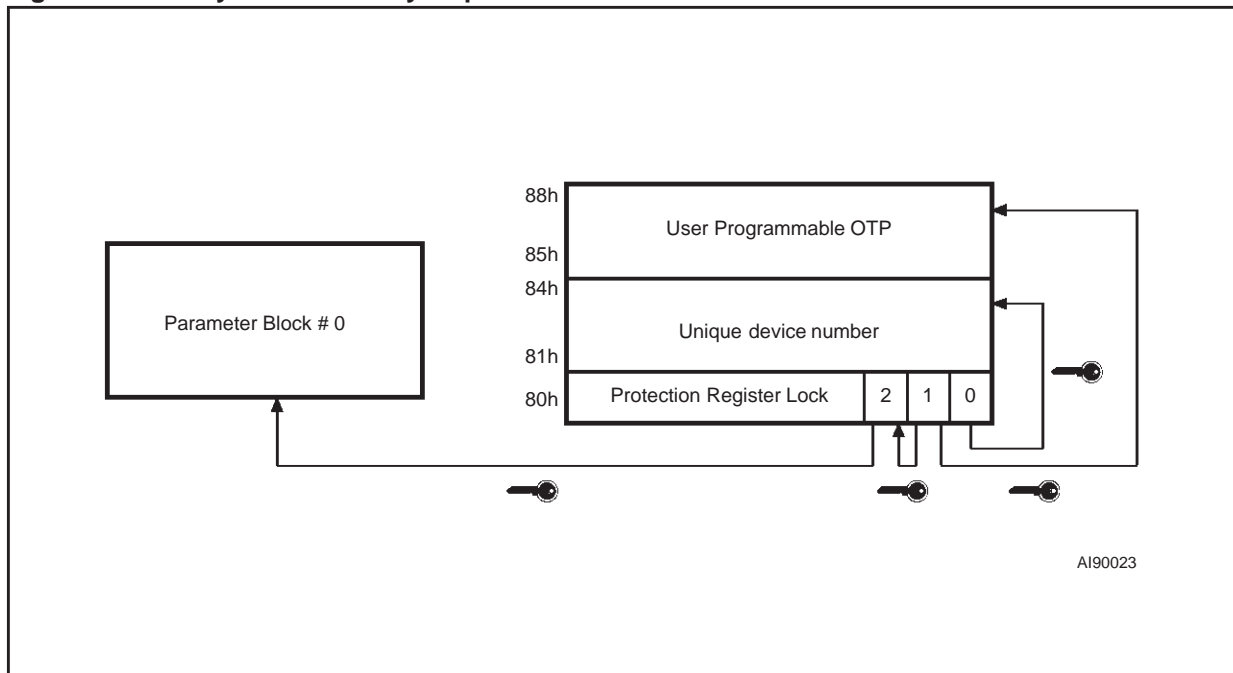 88h
User Programmable OTP
85h
84h
Parameter Block # 0
Unique device number
81h
80h
Protection Register Lock
2
1
0
AI90023